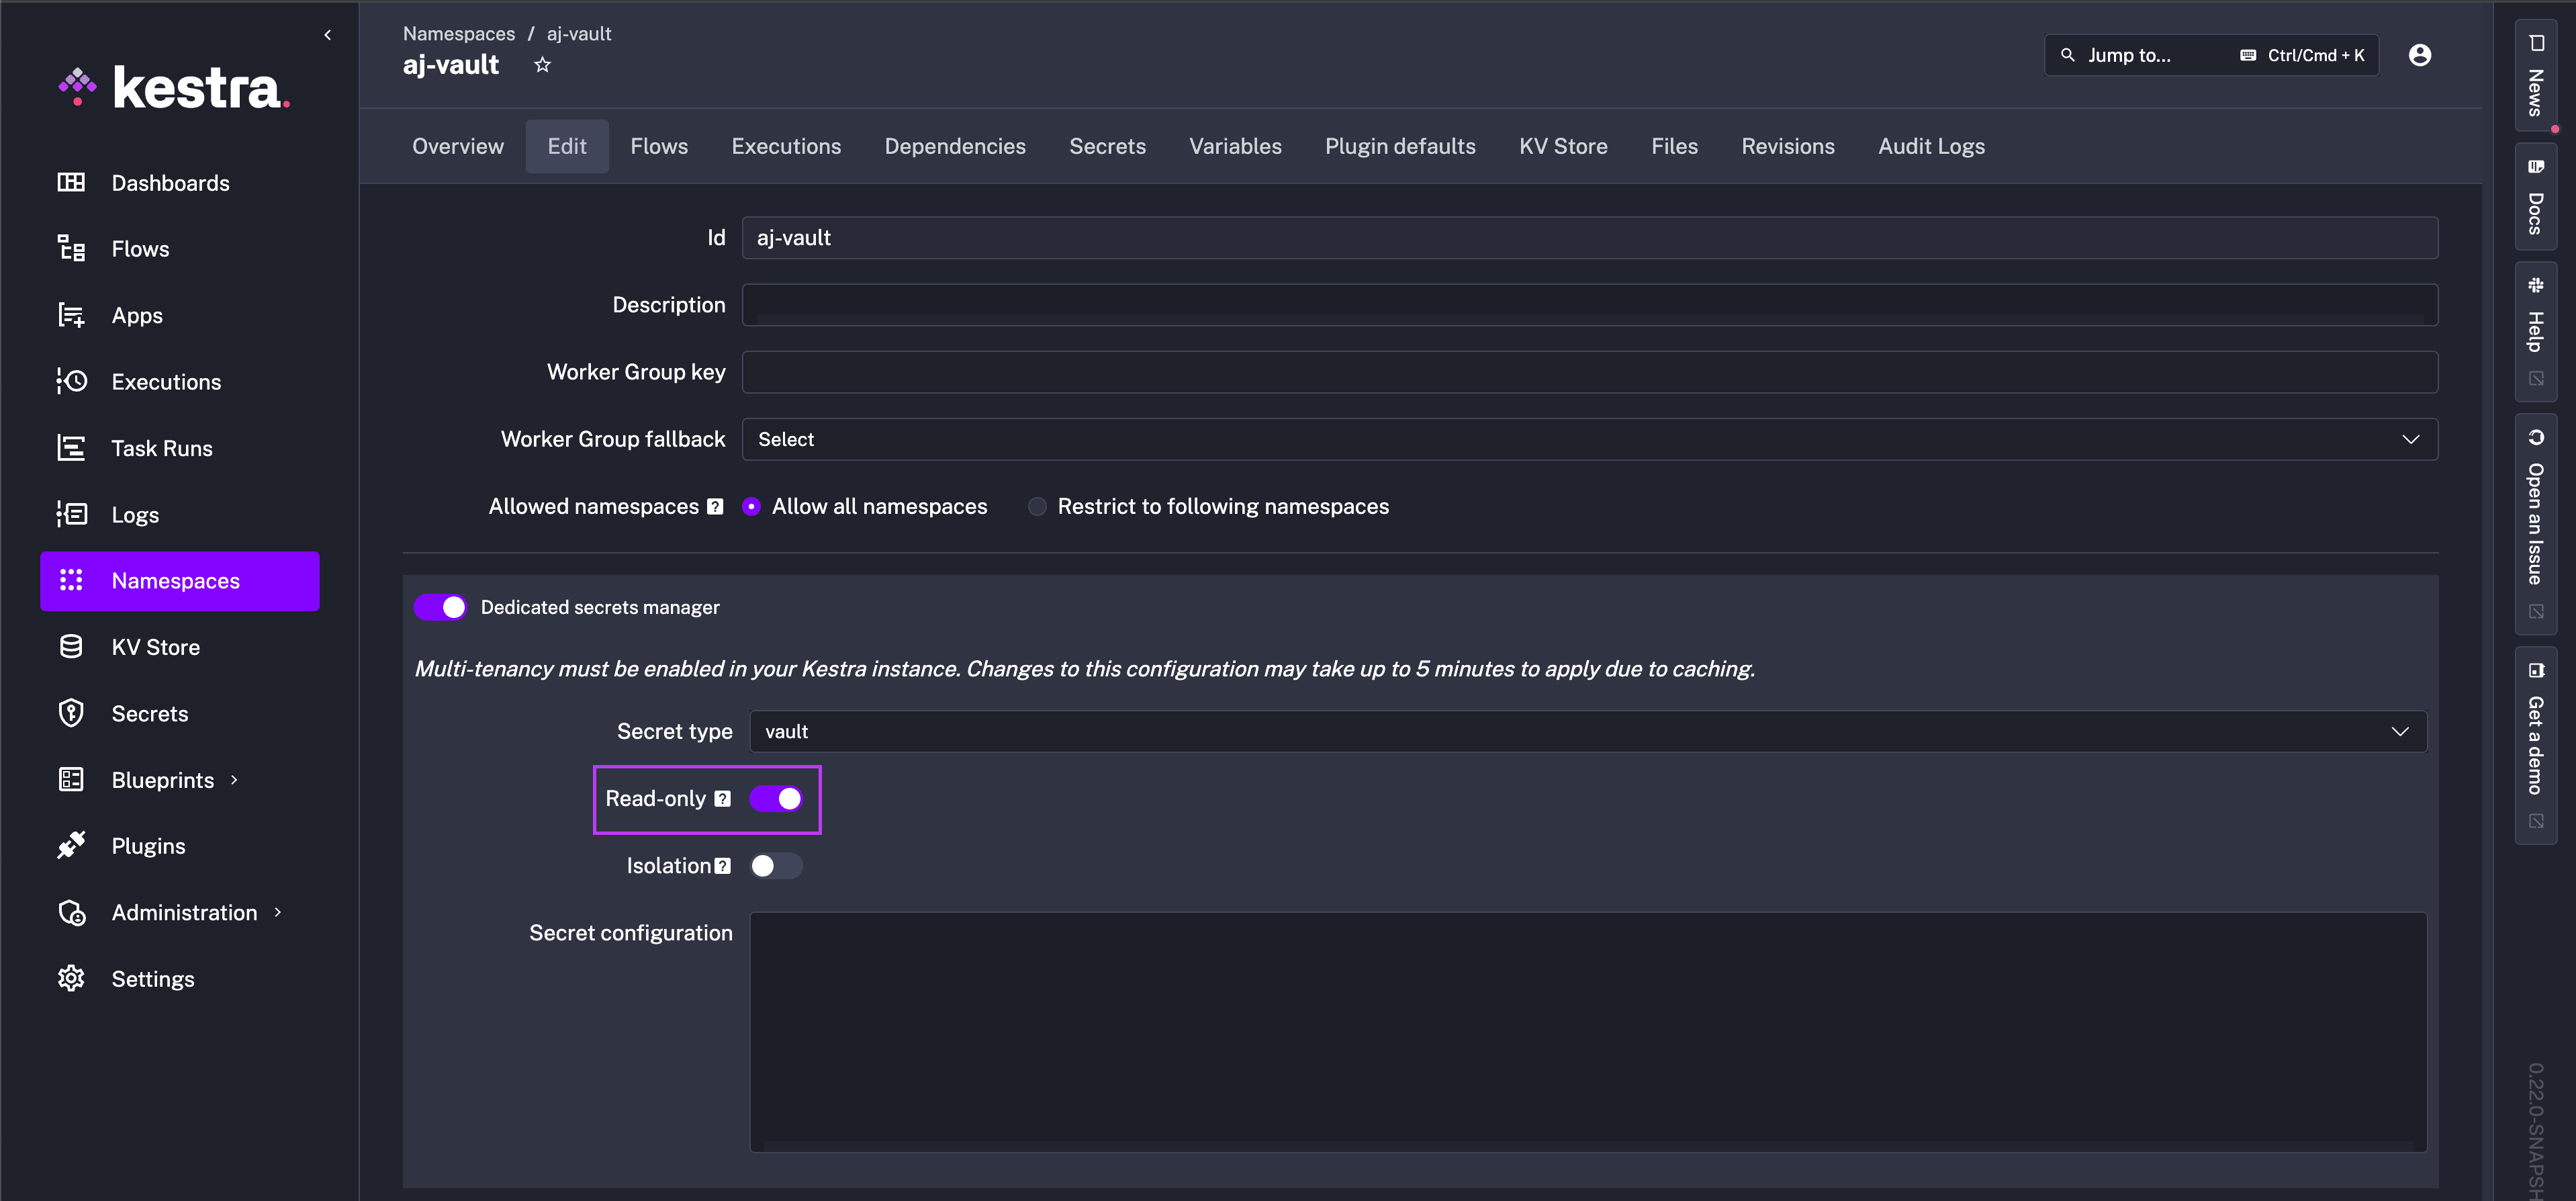 kestra.
Dashboards
Flows
Apps
Executions
Task Runs
Logs
Namespaces
KV Store
Secrets
Blueprints
Plugins
Administration
Settings
Namespaces / aj-vault
aj-vault
Jump to... Ctrl/Cmd + K
Overview Edit Flows Executions Dependencies Secrets Variables Plugin defaults KV Store Files Revisions Audit Logs
Id aj-vault
Description
Worker Group key
Worker Group fallback Select
Allowed namespaces ? Allow all namespaces Restrict to following namespaces
Dedicated secrets manager
Multi-tenancy must be enabled in your Kestra instance. Changes to this configuration may take up to 5 minutes to apply due to caching.
Secret type vault
Read-only ?
Isolation ?
Secret configuration
News
Docs
Help
Open an Issue
Get a demo
0.22.0-SNAPSH